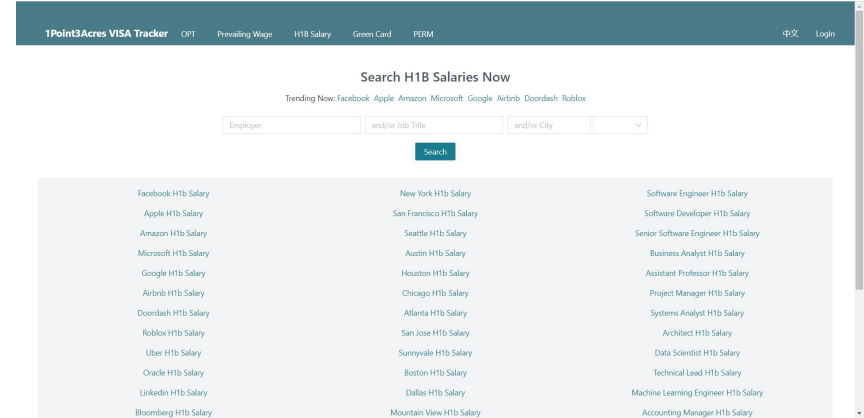 1Point3Acres VISA Tracker OPT Prevailing Wage H1B Salary Green Card PERM 中文 Login
Search H1B Salaries Now
Trending Now: Facebook Apple Amazon Microsoft Google Airbnb Doordash Roblox
Employer and/or Job Title and/or City
Search
Facebook H1b Salary New York H1b Salary Software Engineer H1b Salary
Apple H1b Salary San Francisco H1b Salary Software Developer H1b Salary
Amazon H1b Salary Seattle H1b Salary Senior Software Engineer H1b Salary
Microsoft H1b Salary Austin H1b Salary Business Analyst H1b Salary
Google H1b Salary Houston H1b Salary Assistant Professor H1b Salary
Airbnb H1b Salary Chicago H1b Salary Project Manager H1b Salary
Doordash H1b Salary Atlanta H1b Salary Systems Analyst H1b Salary
Roblox H1b Salary San Jose H1b Salary Architect H1b Salary
Uber H1b Salary Sunnyvale H1b Salary Data Scientist H1b Salary
Oracle H1b Salary Boston H1b Salary Technical Lead H1b Salary
Linkedin H1b Salary Dallas H1b Salary Machine Learning Engineer H1b Salary
Bloomberg H1b Salary Mountain View H1b Salary Accounting Manager H1b Salary